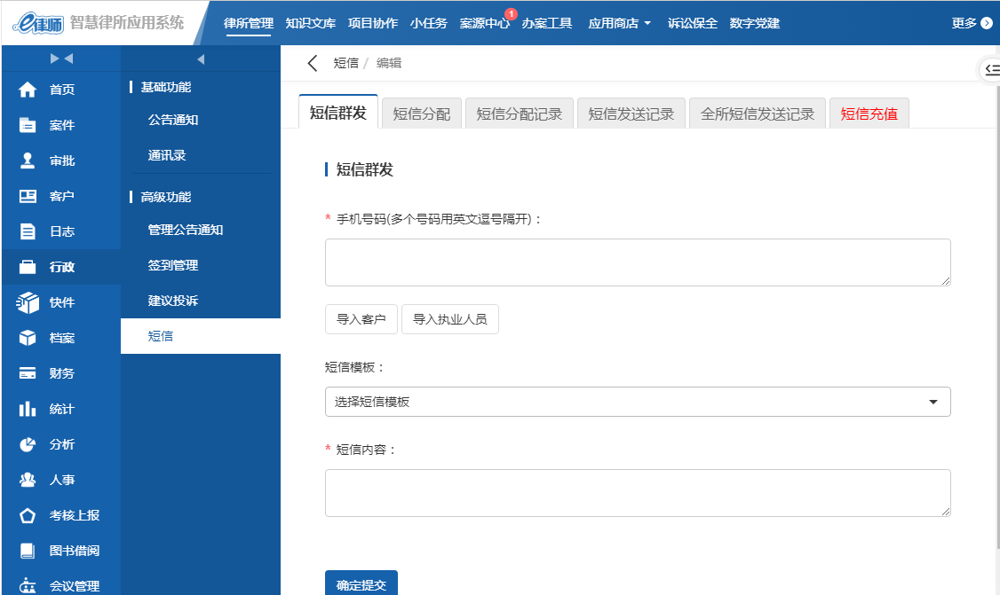 e律师 智慧律所应用系统
律所管理 知识文库 项目协作 小任务 案源中心 1 办案工具 应用商店 诉讼保全 数字党建 更多
首页
案件
审批
客户
日志
行政
快件
档案
财务
统计
分析
人事
考核上报
图书借阅
会议管理
基础功能
公告通知
通讯录
高级功能
管理公告通知
签到管理
建议投诉
短信
短信 / 编辑
短信群发 短信分配 短信分配记录 短信发送记录 全所短信发送记录 短信充值
短信群发
* 手机号码(多个号码用英文逗号隔开)：
导入客户 导入执业人员
短信模板：
选择短信模板
* 短信内容：
确定提交